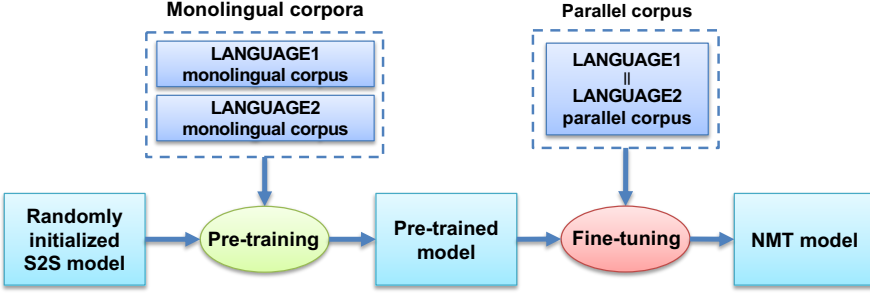 Monolingual corpora
LANGUAGE1
monolingual corpus
LANGUAGE2
monolingual corpus
Parallel corpus
LANGUAGE1
=
LANGUAGE2
parallel corpus
Randomly
initialized
S2S model
Pre-training
Pre-trained
model
Fine-tuning
NMT model